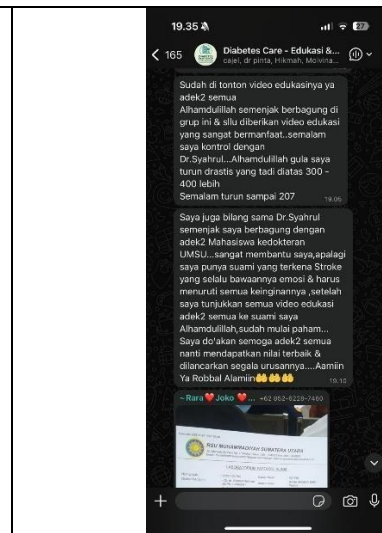 19.35
27
165
Diabetes Care - Edukasi &...
cajel, dr pinta, Hikmah, Molvina...
Sudah di tonton video edukasinya ya
adek2 semua
Alhamdulillah semenjak berbagung di
grup ini & sllu diberikan video edukasi
yang sangat bermanfaat..semalam
saya kontrol dengan
Dr.Syahrul...Alhamdulillah gula saya
turun drastis yang tadi diatas 300 -
400 lebih
Semalam turun sampai 207
19.05
Saya juga bilang sama Dr.Syahrul
semenjak saya berbagung dengan
adek2 Mahasiswa kedokteran
UMSU...sangat membantu saya,apalagi
saya punya suami yang terkena Stroke
yang selalu bawaannya emosi & harus
menuruti semua keinginannya ,setelah
saya tunjukkan semua video edukasi
adek2 semua ke suami saya
Alhamdulillah,sudah mulai paham...
Saya do'akan semoga adek2 semua
nanti mendapatkan nilai terbaik &
dilancarkan segala urusannya....Aamiin
Ya Robbal Alamiin🤲🤲🤲
19.10
~ Rara ❤️ Joko ❤️...
RSU MUHAMMADIYAH SUMATERA UTARA